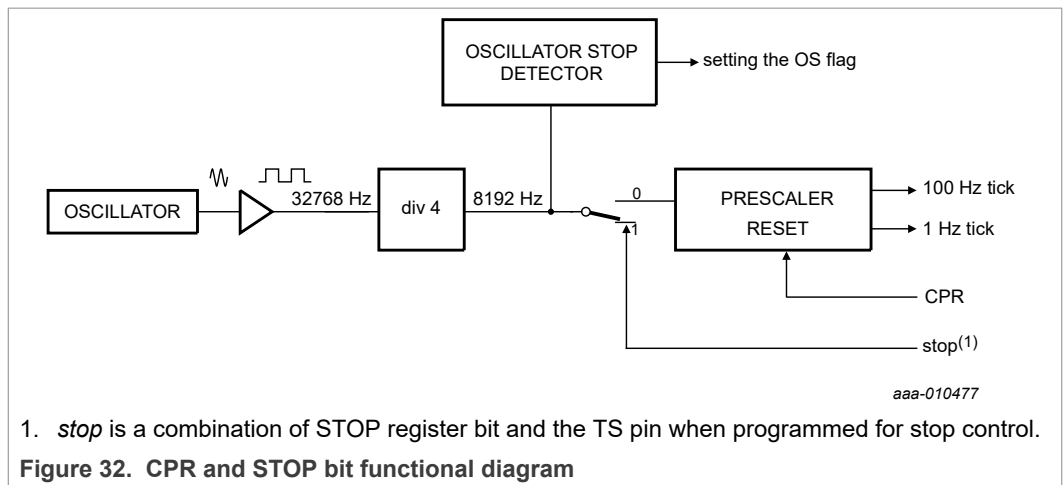 OSCILLATOR STOP
DETECTOR
setting the OS flag
OSCILLATOR
32768 Hz
div 4
8192 Hz
0
1
PRESCALER
RESET
100 Hz tick
1 Hz tick
CPR
stop(1)
aaa-010477
1. stop is a combination of STOP register bit and the TS pin when programmed for stop control.
Figure 32. CPR and STOP bit functional diagram